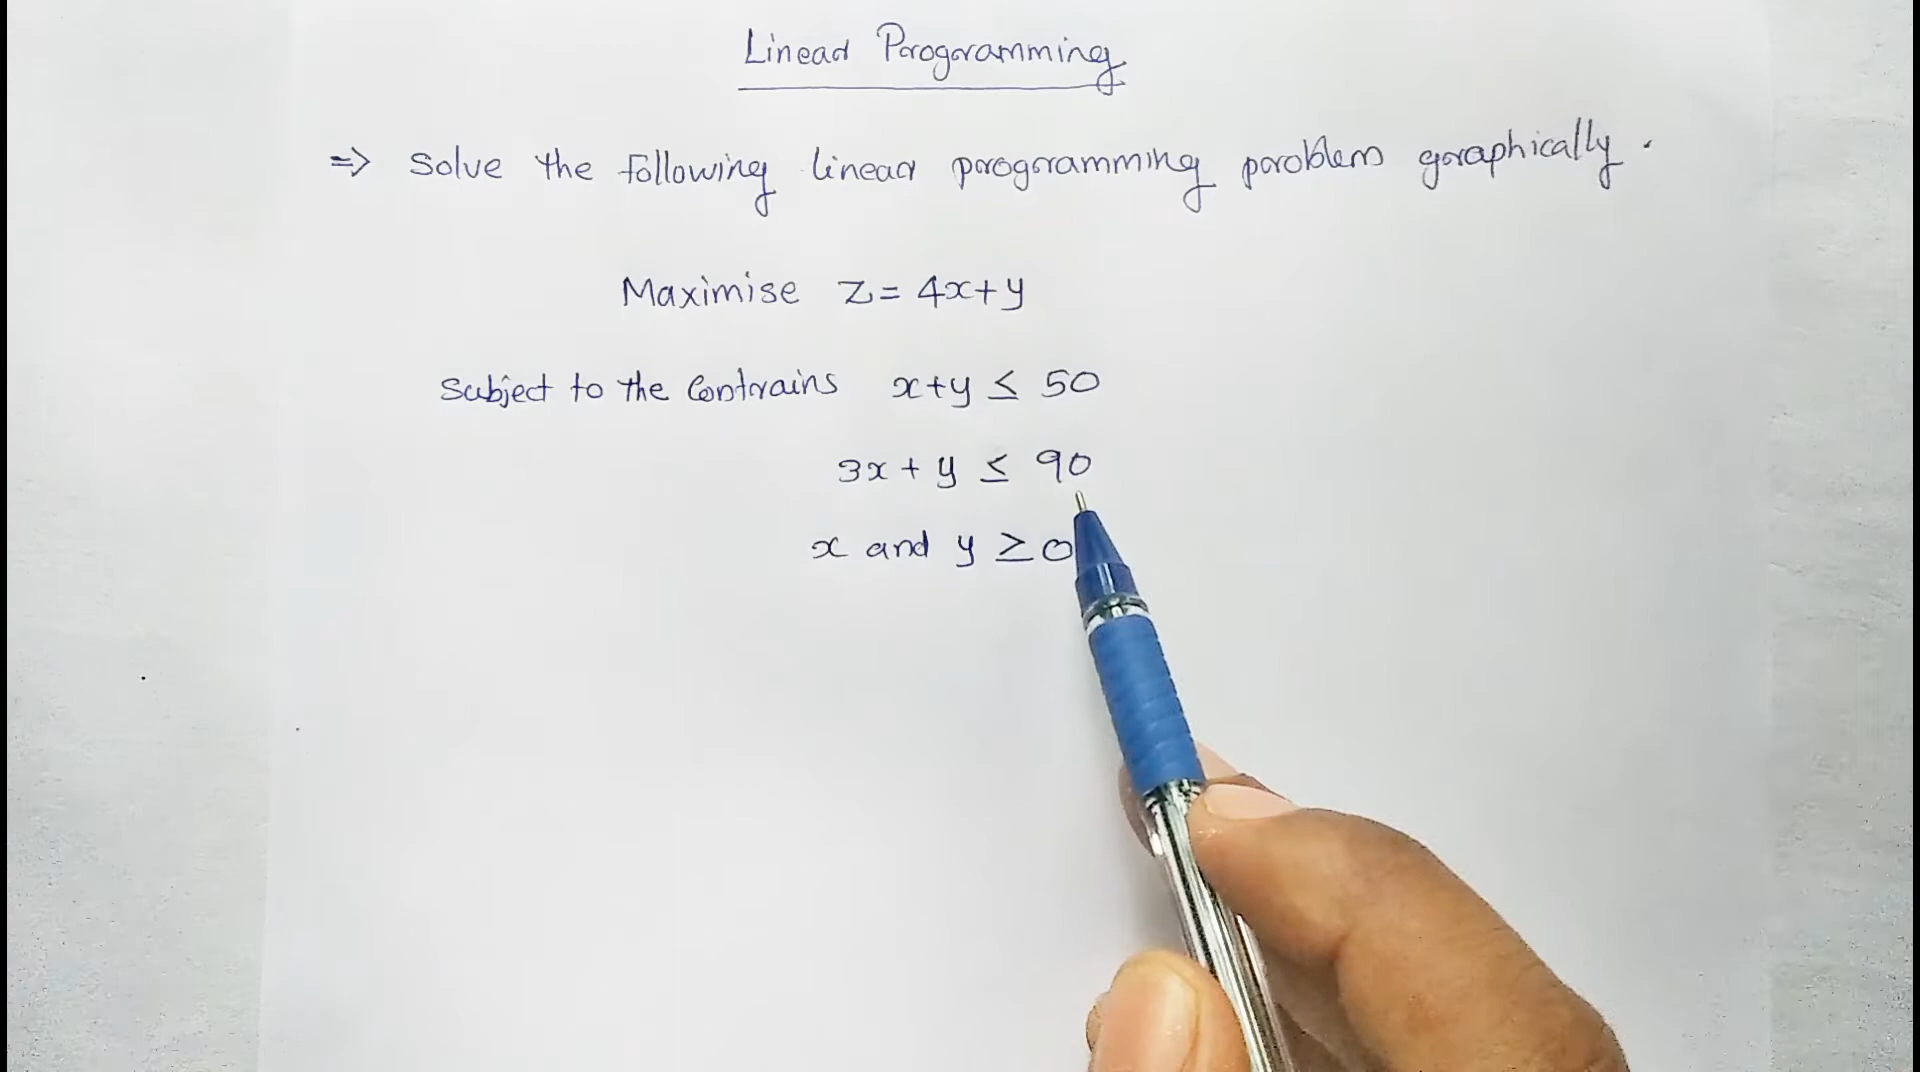 Linear Programming
=> Solve the following linear programming problem graphically.
Maximise Z = 4x+y
Subject to the Contrains x+y ≤ 50
3x + y ≤ 90
x and y ≥ 0